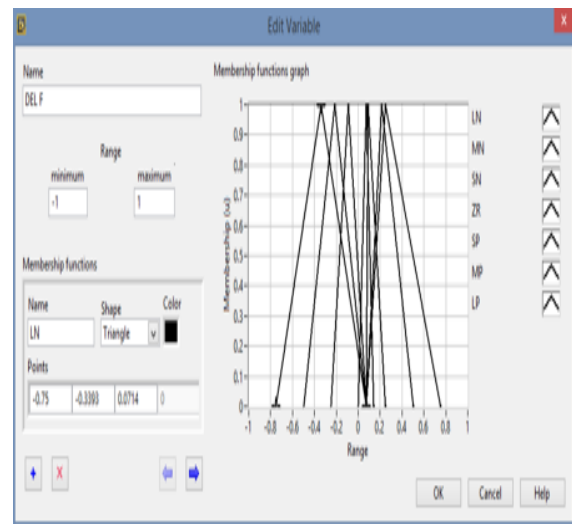 Edit Variable
x
Name
DEL F
Range
minimum maximum
-1 1
Membership functions
Name Shape Color
LN Triangle
Points
-0.75 -0.3393 0.0714 0
Membership functions graph
Membership (u)
1
0.9
0.8
0.7
0.6
0.5
0.4
0.3
0.2
0.1
0
-1 -0.8 -0.6 -0.4 -0.2 0 0.2 0.4 0.6 0.8 1
Range
LN
MN
SN
ZR
SP
MP
LP
OK Cancel Help